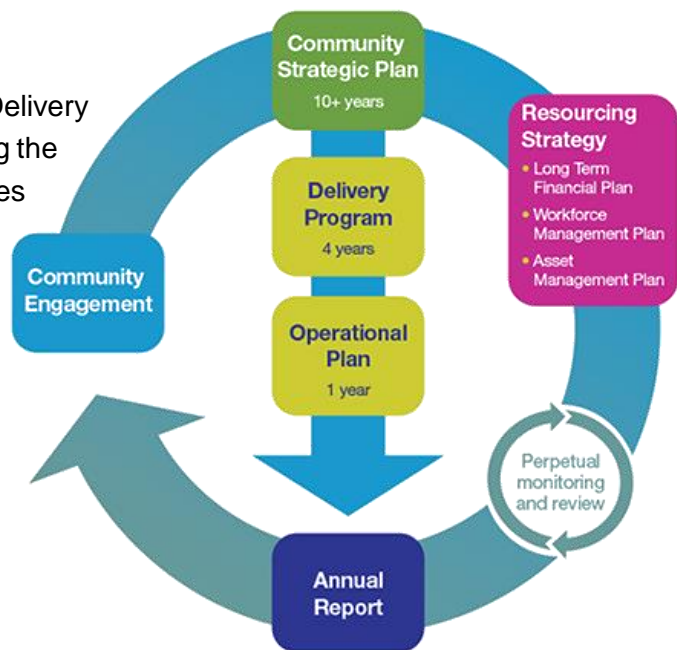 Delivery
g the
es
Community
Strategic Plan
10+ years
Resourcing
Strategy
• Long Term
Financial Plan
• Workforce
Management Plan
• Asset
Management Plan
Delivery
Program
4 years
Community
Engagement
Operational
Plan
1 year
Perpetual
monitoring
and review
Annual
Report